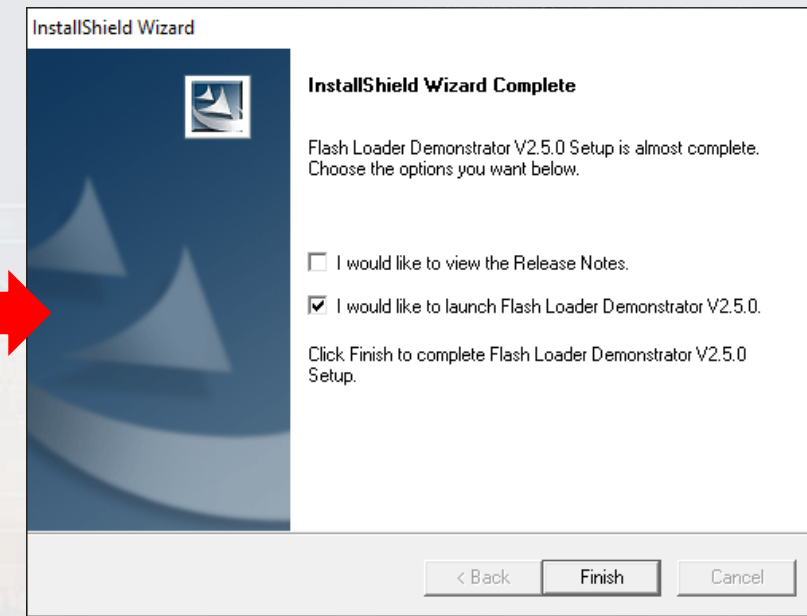 InstallShield Wizard
InstallShield Wizard Complete
Flash Loader Demonstrator V2.5.0 Setup is almost complete.
Choose the options you want below.
I would like to view the Release Notes.
I would like to launch Flash Loader Demonstrator V2.5.0.
Click Finish to complete Flash Loader Demonstrator V2.5.0
Setup.
< Back
Finish
Cancel